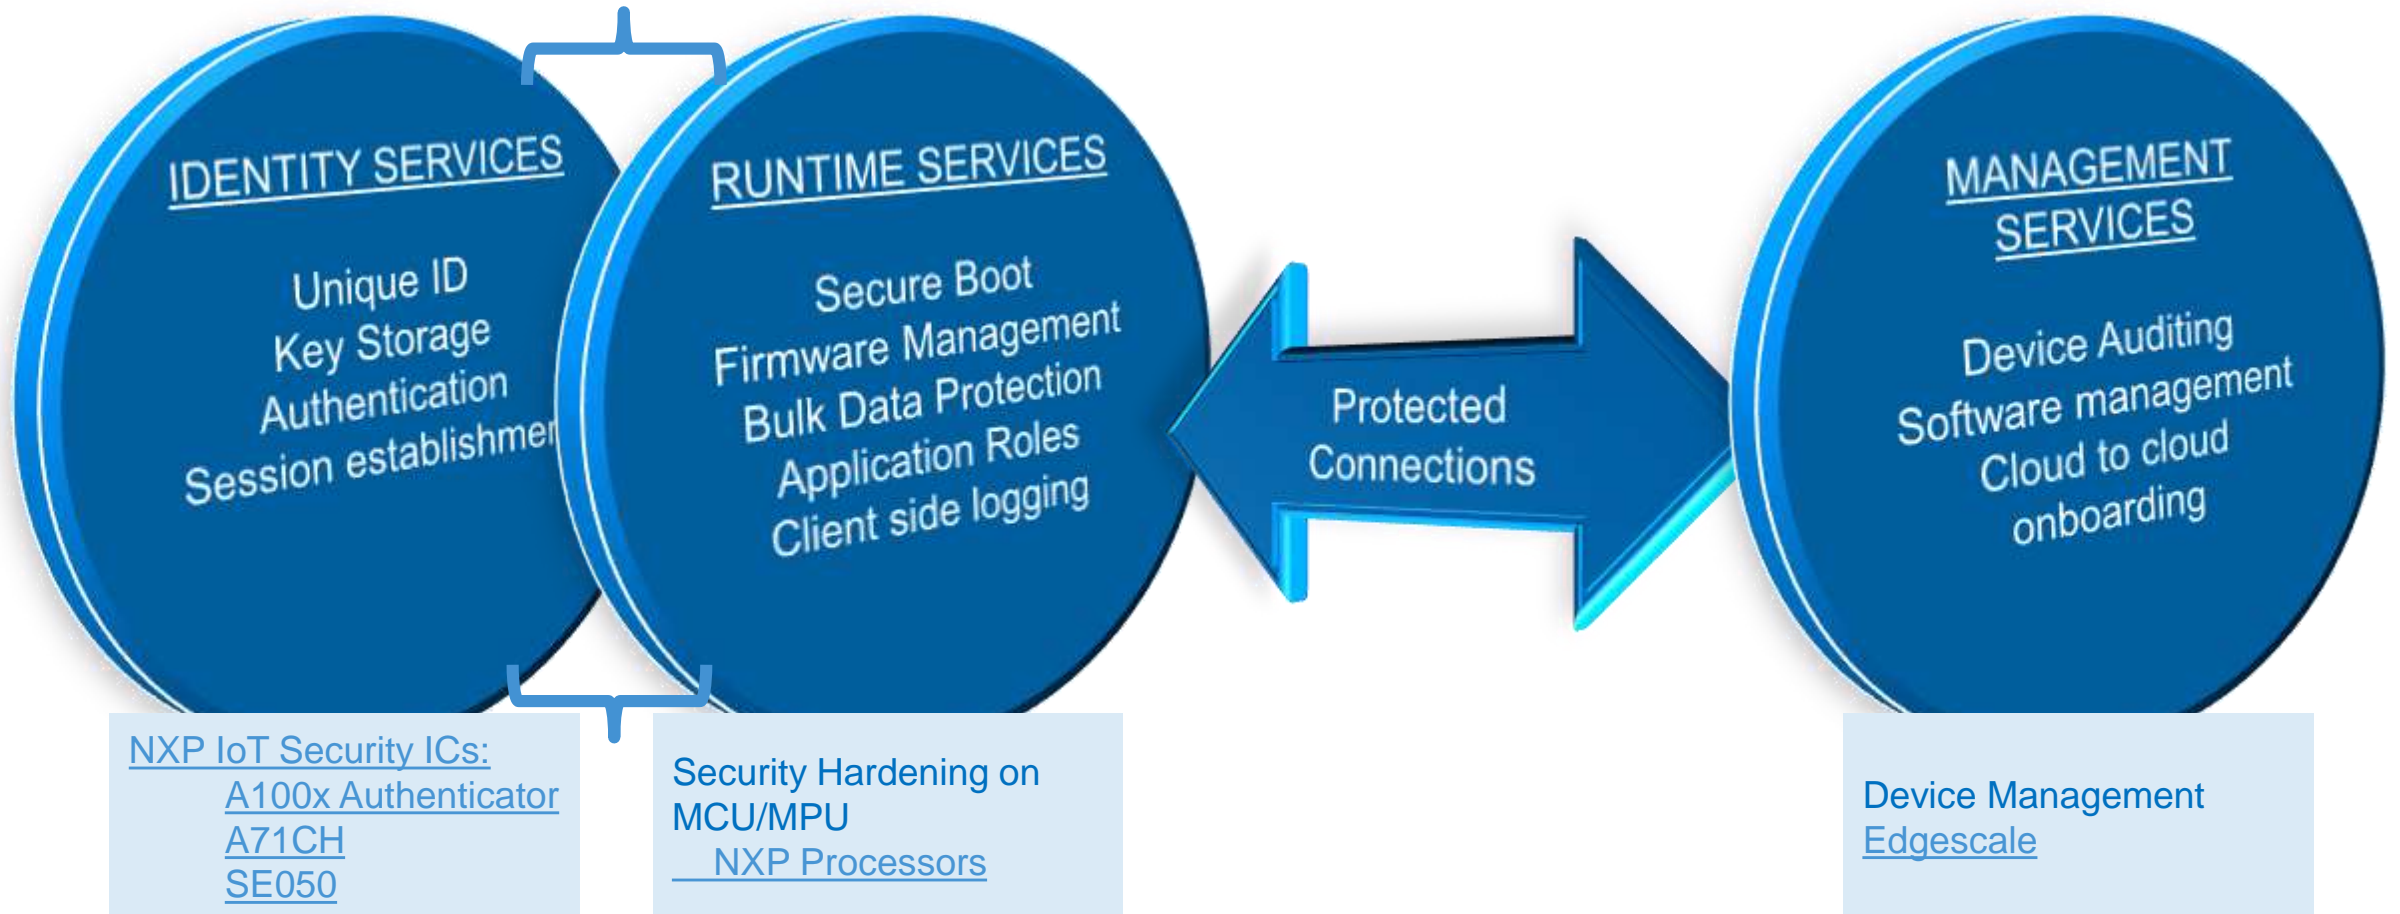 IDENTITY SERVICES
Unique ID
Key Storage
Authentication
Session establishmen
RUNTIME SERVICES
Secure Boot
Firmware Management
Bulk Data Protection
Application Roles
Client side logging
Protected
Connections
MANAGEMENT
SERVICES
Device Auditing
Software management
Cloud to cloud
onboarding
NXP IoT Security ICs:
A100x Authenticator
A71CH
SE050
Security Hardening on
MCU/MPU
NXP Processors
Device Management
Edgescale